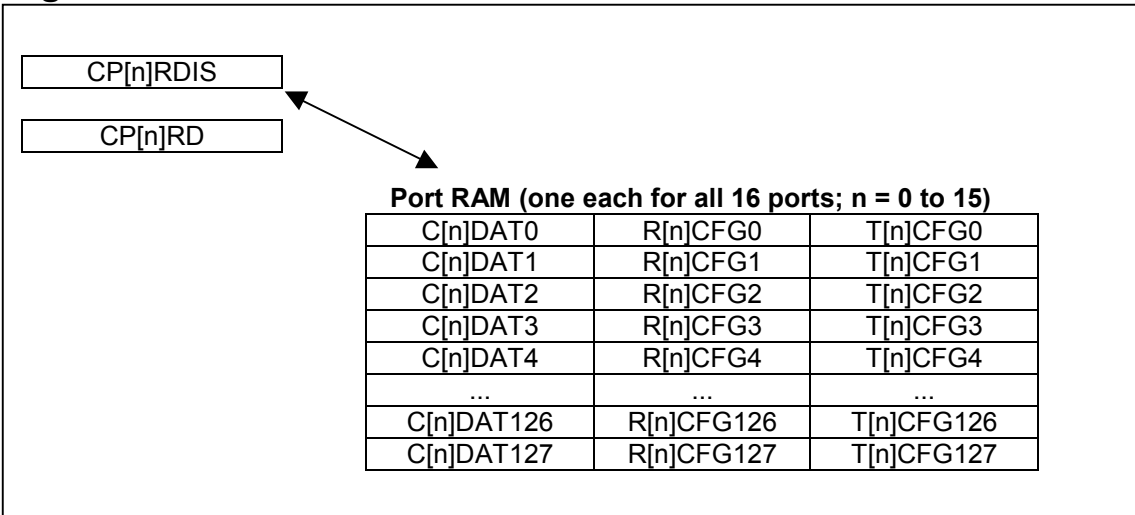 CP[n]RDIS
CP[n]RD
Port RAM (one each for all 16 ports; n = 0 to 15)
C[n]DAT0 R[n]CFG0 T[n]CFG0
C[n]DAT1 R[n]CFG1 T[n]CFG1
C[n]DAT2 R[n]CFG2 T[n]CFG2
C[n]DAT3 R[n]CFG3 T[n]CFG3
C[n]DAT4 R[n]CFG4 T[n]CFG4
... ... ...
C[n]DAT126 R[n]CFG126 T[n]CFG126
C[n]DAT127 R[n]CFG127 T[n]CFG127